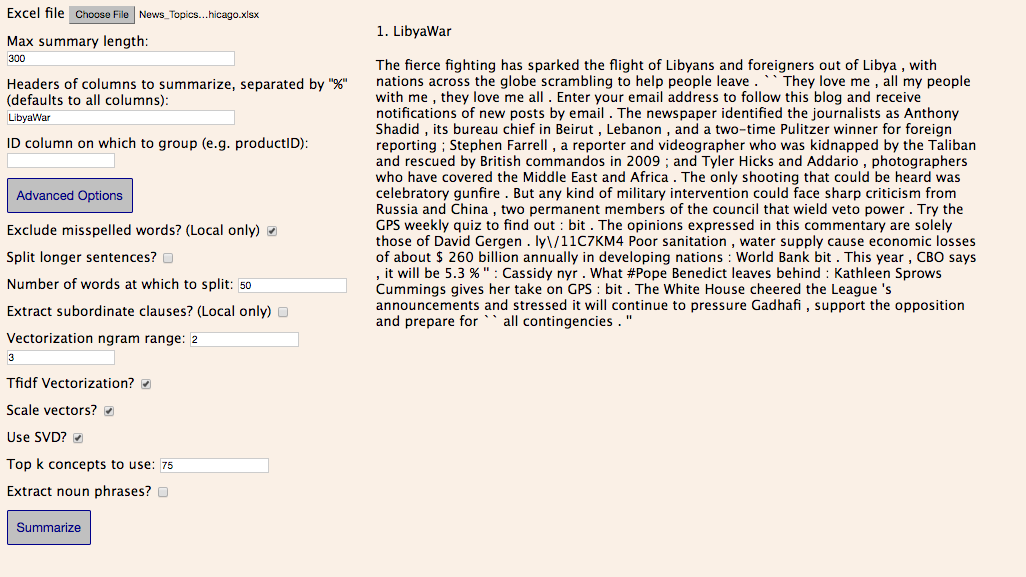 Excel file Choose File News_Topics...hicago.xlsx
Max summary length:
300
Headers of columns to summarize, separated by "%"
(defaults to all columns):
LibyaWar
ID column on which to group (e.g. productID):
Advanced Options
Exclude misspelled words? (Local only)
Split longer sentences?
Number of words at which to split: 50
Extract subordinate clauses? (Local only)
Vectorization ngram range: 2
3
Tfidf Vectorization?
Scale vectors?
Use SVD?
Top k concepts to use: 75
Extract noun phrases?
Summarize
1. LibyaWar
The fierce fighting has sparked the flight of Libyans and foreigners out of Libya , with
nations across the globe scrambling to help people leave . `` They love me , all my people
with me , they love me all . Enter your email address to follow this blog and receive
notifications of new posts by email . The newspaper identified the journalists as Anthony
Shadid , its bureau chief in Beirut , Lebanon , and a two-time Pulitzer winner for foreign
reporting ; Stephen Farrell , a reporter and videographer who was kidnapped by the Taliban
and rescued by British commandos in 2009 ; and Tyler Hicks and Addario , photographers
who have covered the Middle East and Africa . The only shooting that could be heard was
celebratory gunfire . But any kind of military intervention could face sharp criticism from
Russia and China , two permanent members of the council that wield veto power . Try the
GPS weekly quiz to find out : bit . The opinions expressed in this commentary are solely
those of David Gergen . ly\/11C7KM4 Poor sanitation , water supply cause economic losses
of about $ 260 billion annually in developing nations : World Bank bit . This year , CBO says
, it will be 5.3 % " : Cassidy nyr . What #Pope Benedict leaves behind : Kathleen Sprows
Cummings gives her take on GPS : bit . The White House cheered the League 's
announcements and stressed it will continue to pressure Gadhafi , support the opposition
and prepare for `` all contingencies . "